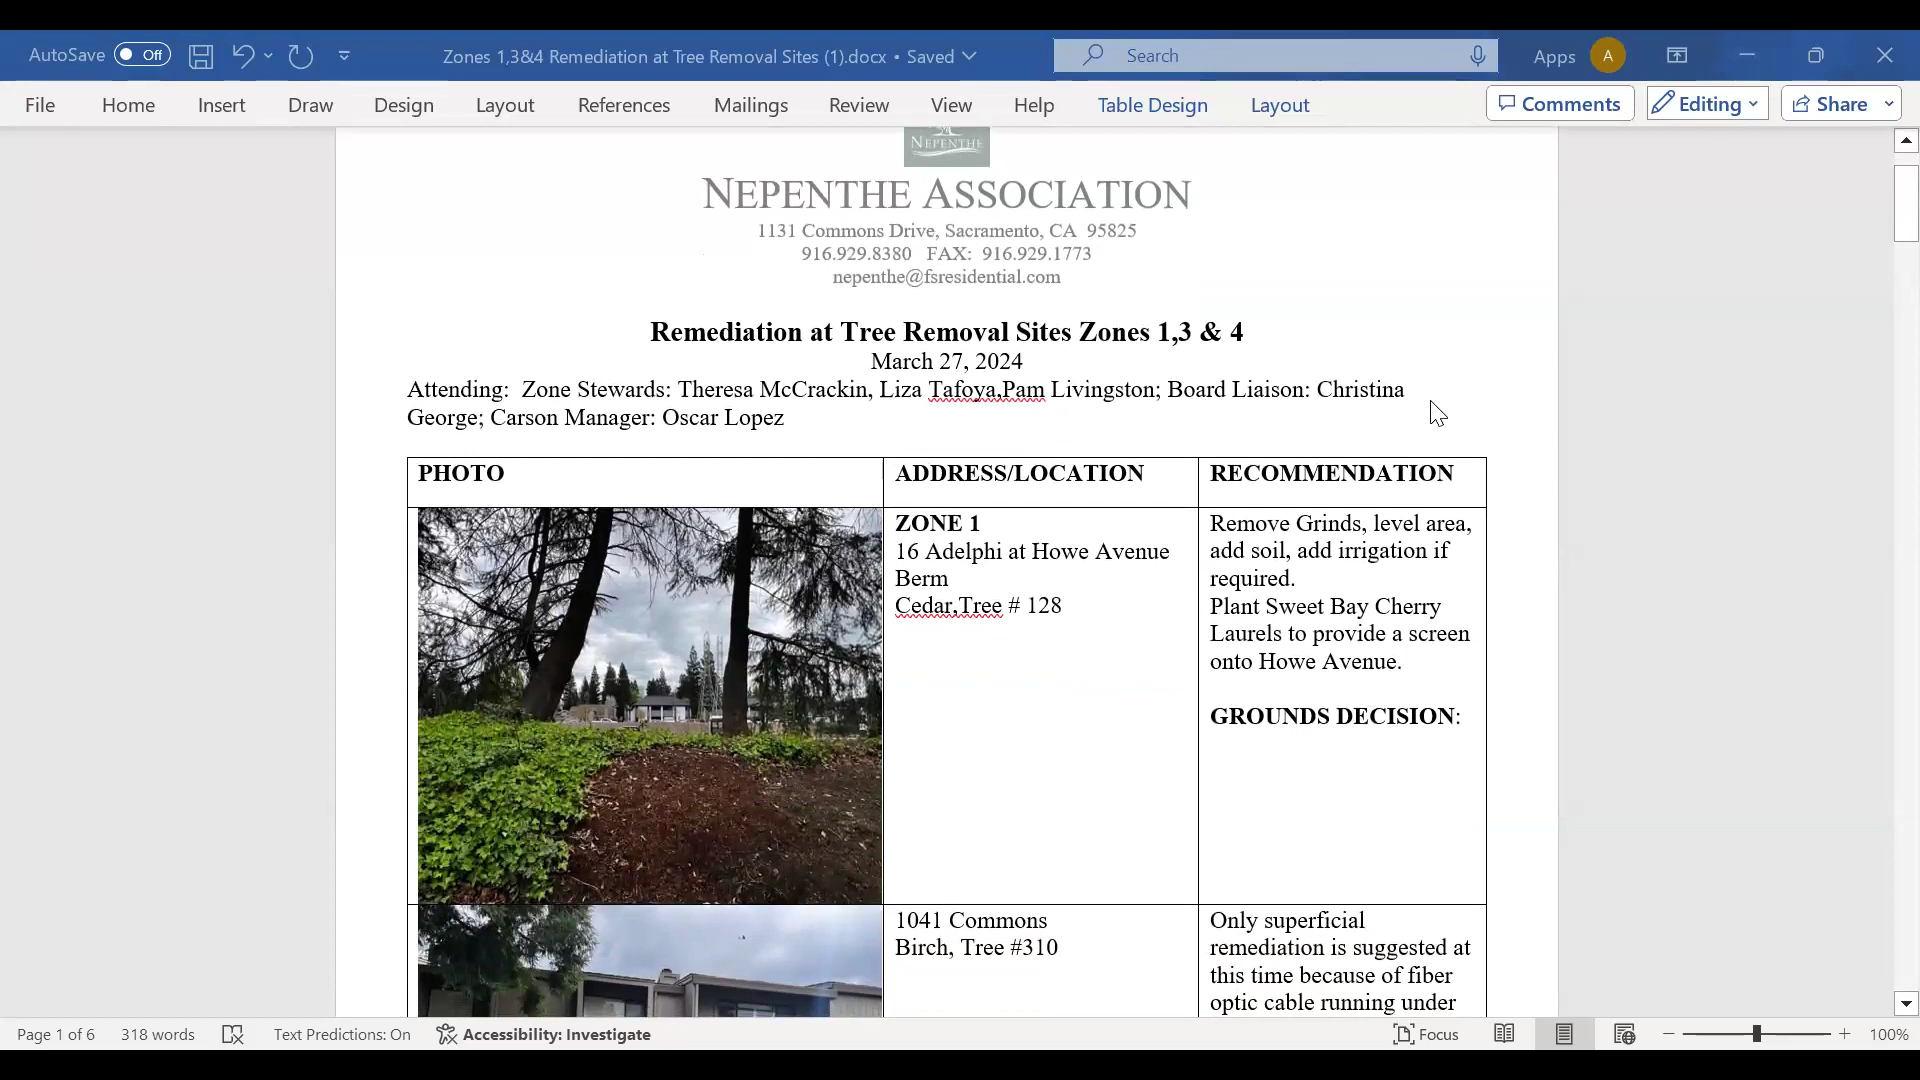 AutoSave Off
Zones 1,3&4 Remediation at Tree Removal Sites (1).docx • Saved
Search
Apps A
File Home Insert Draw Design Layout References Mailings Review View Help Table Design Layout Comments Editing Share
NEPENTHE
NEPENTHE ASSOCIATION
1131 Commons Drive, Sacramento, CA 95825
916.929.8380 FAX: 916.929.1773
nepenthe@fsresidential.com
Remediation at Tree Removal Sites Zones 1,3 & 4
March 27, 2024
Attending: Zone Stewards: Theresa McCrackin, Liza Tafoya,Pam Livingston; Board Liaison: Christina
George; Carson Manager: Oscar Lopez
PHOTO ADDRESS/LOCATION RECOMMENDATION
ZONE 1
16 Adelphi at Howe Avenue
Berm
Cedar,Tree # 128
Remove Grinds, level area,
add soil, add irrigation if
required.
Plant Sweet Bay Cherry
Laurels to provide a screen
onto Howe Avenue.
GROUNDS DECISION:
1041 Commons
Birch, Tree #310
Only superficial
remediation is suggested at
this time because of fiber
optic cable running under
Page 1 of 6 318 words Text Predictions: On Accessibility: Investigate Focus 100%